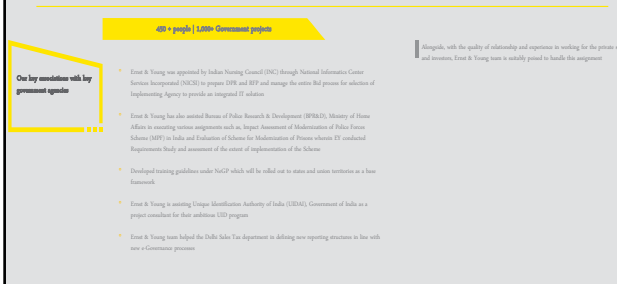 450 + people | 1,000+ Government projects
Our key associations with key
government agencies
Ernst & Young was appointed by Indian Nursing Council (INC) through National Informatics Center
Services Incorporated (NICSI) to prepare DPR and RFP and manage the entire Bid process for selection of
Implementing Agency to provide an integrated IT solution
Ernst & Young has also assisted Bureau of Police Research & Development (BPR&D), Ministry of Home
Affairs in executing various assignments such as, Impact Assessment of Modernization of Police Forces
Scheme (MPF) in India and Evaluation of Scheme for Modernization of Prisons wherein EY conducted
Requirements Study and assessment of the extent of implementation of the Scheme
Developed training guidelines under NeGP which will be rolled out to states and union territories as a base
framework
Ernst & Young is assisting Unique Identification Authority of India (UIDAI), Government of India as a
project consultant for their ambitious UID program
Ernst & Young team helped the Delhi Sales Tax department in defining new reporting structures in line with
new e-Governance processes
Alongside, with the quality of relationship and experience in working for the private s
and investors, Ernst & Young team is suitably poised to handle this assignment